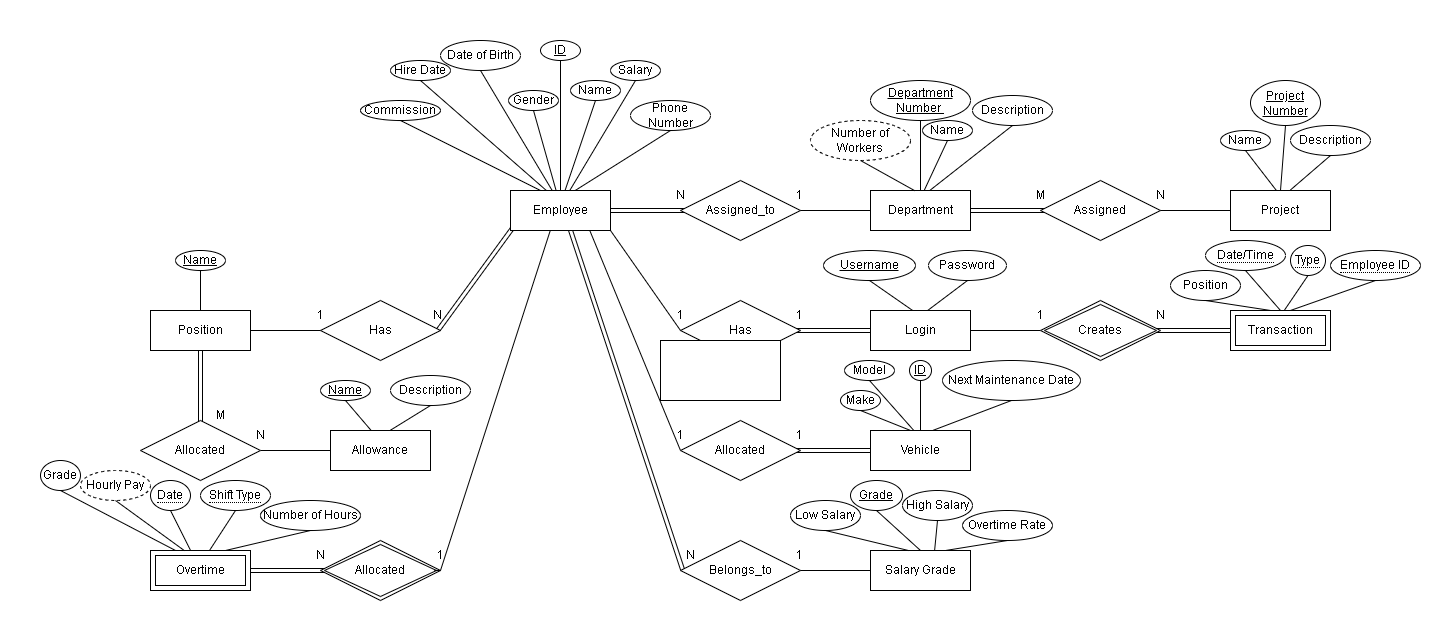 ID
Date of Birth
Hire Date
Salary
Name
Gender
Commission
Phone
Number
Department
Number
Number of
Workers
Name
Description
Project
Number
Name
Description
Employee
N
Assigned_to
1
Department
M
Assigned
N
Project
Name
Username
Password
Date/Time
Type
Employee ID
Position
Position
1
Has
N
1
Has
1
Login
1
Creates
N
Transaction
Model
ID
Next Maintenance Date
Make
Name
Description
M
Allocated
N
Allowance
1
Allocated
1
Vehicle
Grade
Hourly Pay
Date
Shift Type
Number of Hours
Low Salary
Grade
High Salary
Overtime Rate
Overtime
N
Allocated
1
N
Belongs_to
1
Salary Grade